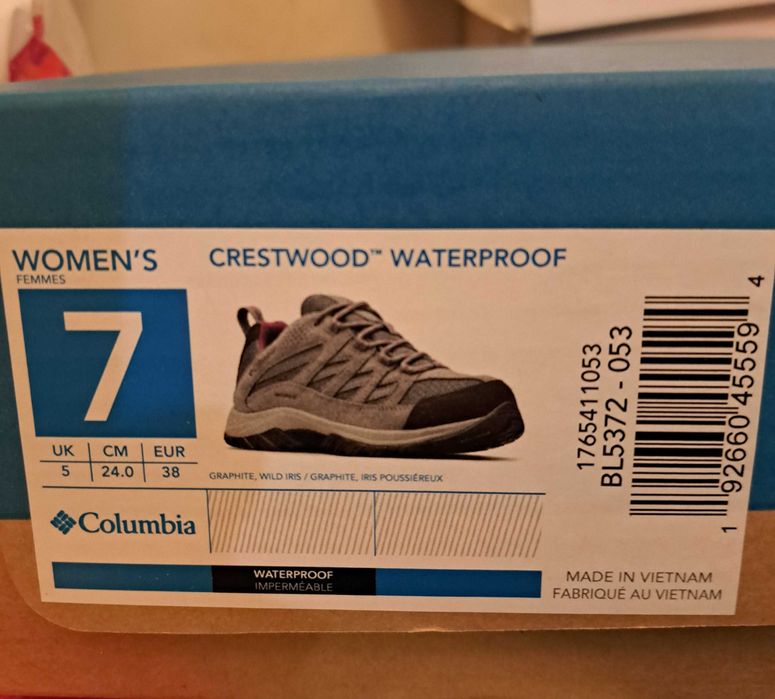 WOMEN'S
FEMMES
7
UK | CM | EUR
5 | 24.0 | 38
CRESTWOOD™ WATERPROOF
GRAPHITE, WILD IRIS / GRAPHITE, IRIS POUSSIÉREUX
Columbia
WATERPROOF
IMPERMÉABLE
1765411053
BL5372 - 053
1 92660 45559 4
MADE IN VIETNAM
FABRIQUÉ AU VIETNAM